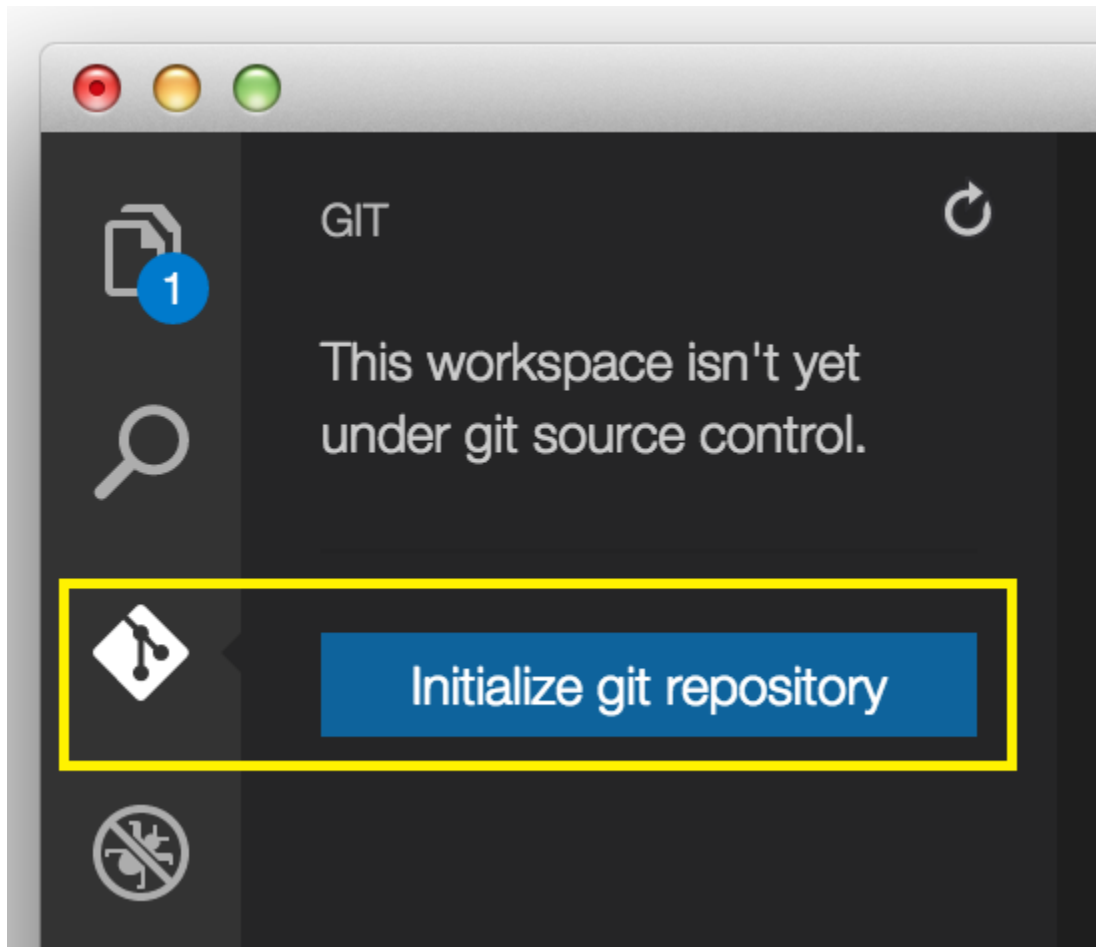 GIT
1
This workspace isn't yet
under git source control.
Initialize git repository